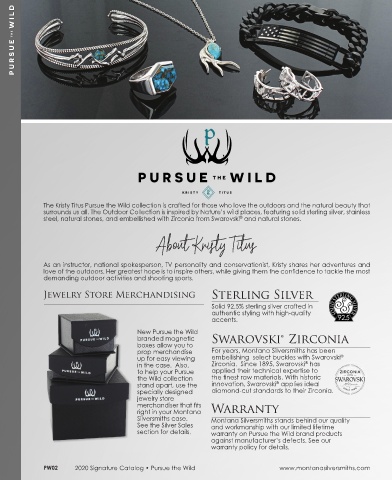 PURSUE THE WILD
P
PURSUE THE WILD
KRISTY TITUS
The Kristy Titus Pursue the Wild collection is crafted for those who love the outdoors and the natural beauty that
surrounds us all. This Outdoor Collection is inspired by Nature's wild places, featuring solid sterling silver, stainless
steel, natural stones, and embellished with Zirconia from Swarovski® and natural stones.
About Kristy Titus
As an instructor, national spokesperson, TV personality and conservationist, Kristy shares her adventures and
love of the outdoors. Her greatest hope is to inspire others, while giving them the confidence to tackle the most
demanding outdoor activities and shooting sports.
JEWELRY STORE MERCHANDISING
New Pursue the Wild
branded magnetic
boxes allow you to
prop merchandise
up for easy viewing
in the case. Also,
to help your Pursue
the Wild collection
stand apart, use the
specially designed
jewelry store
merchandiser that fits
right in your Montana
Silversmiths case.
See the Silver Sales
section for details.
PURSUE THE WILD
PURSUE THE WILD
PURSUE THE WILD
STERLING SILVER
Solid 92.5% sterling silver crafted in
authentic styling with high-quality
accents.
925
SWAROVSKI® ZIRCONIA
For years, Montana Silversmiths has been
embellishing select buckles with Swarovski®
Zirconia. Since 1895, Swarovski® has
applied their technical expertise to
the finest raw materials. With historic
innovation, Swarovski® applies ideal
diamond-cut standards to their Zirconia.
ZIRCONIA
SWAROVSKI
WARRANTY
Montana Silversmiths stands behind our quality
and workmanship with our limited lifetime
warranty on Pursue the Wild brand products
against manufacturer's defects. See our
warranty policy for details.
PW02 2020 Signature Catalog • Pursue the Wild www.montanasilversmiths.com